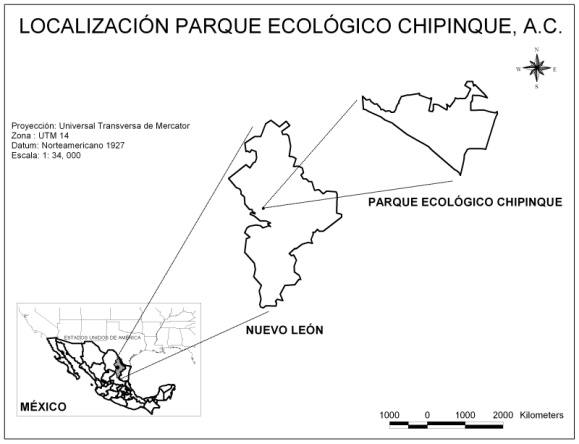 LOCALIZACIÓN PARQUE ECOLÓGICO CHIPINQUE, A.C.
N
W E
S
Proyección: Universal Transversa de Mercator
Zona : UTM 14
Datum: Norteamericano 1927
Escala: 1: 34, 000
PARQUE ECOLÓGICO CHIPINQUE
NUEVO LEÓN
ESTADOS UNIDOS DE AMÉRICA
MÉXICO
1000 0 1000 2000 Kilometers